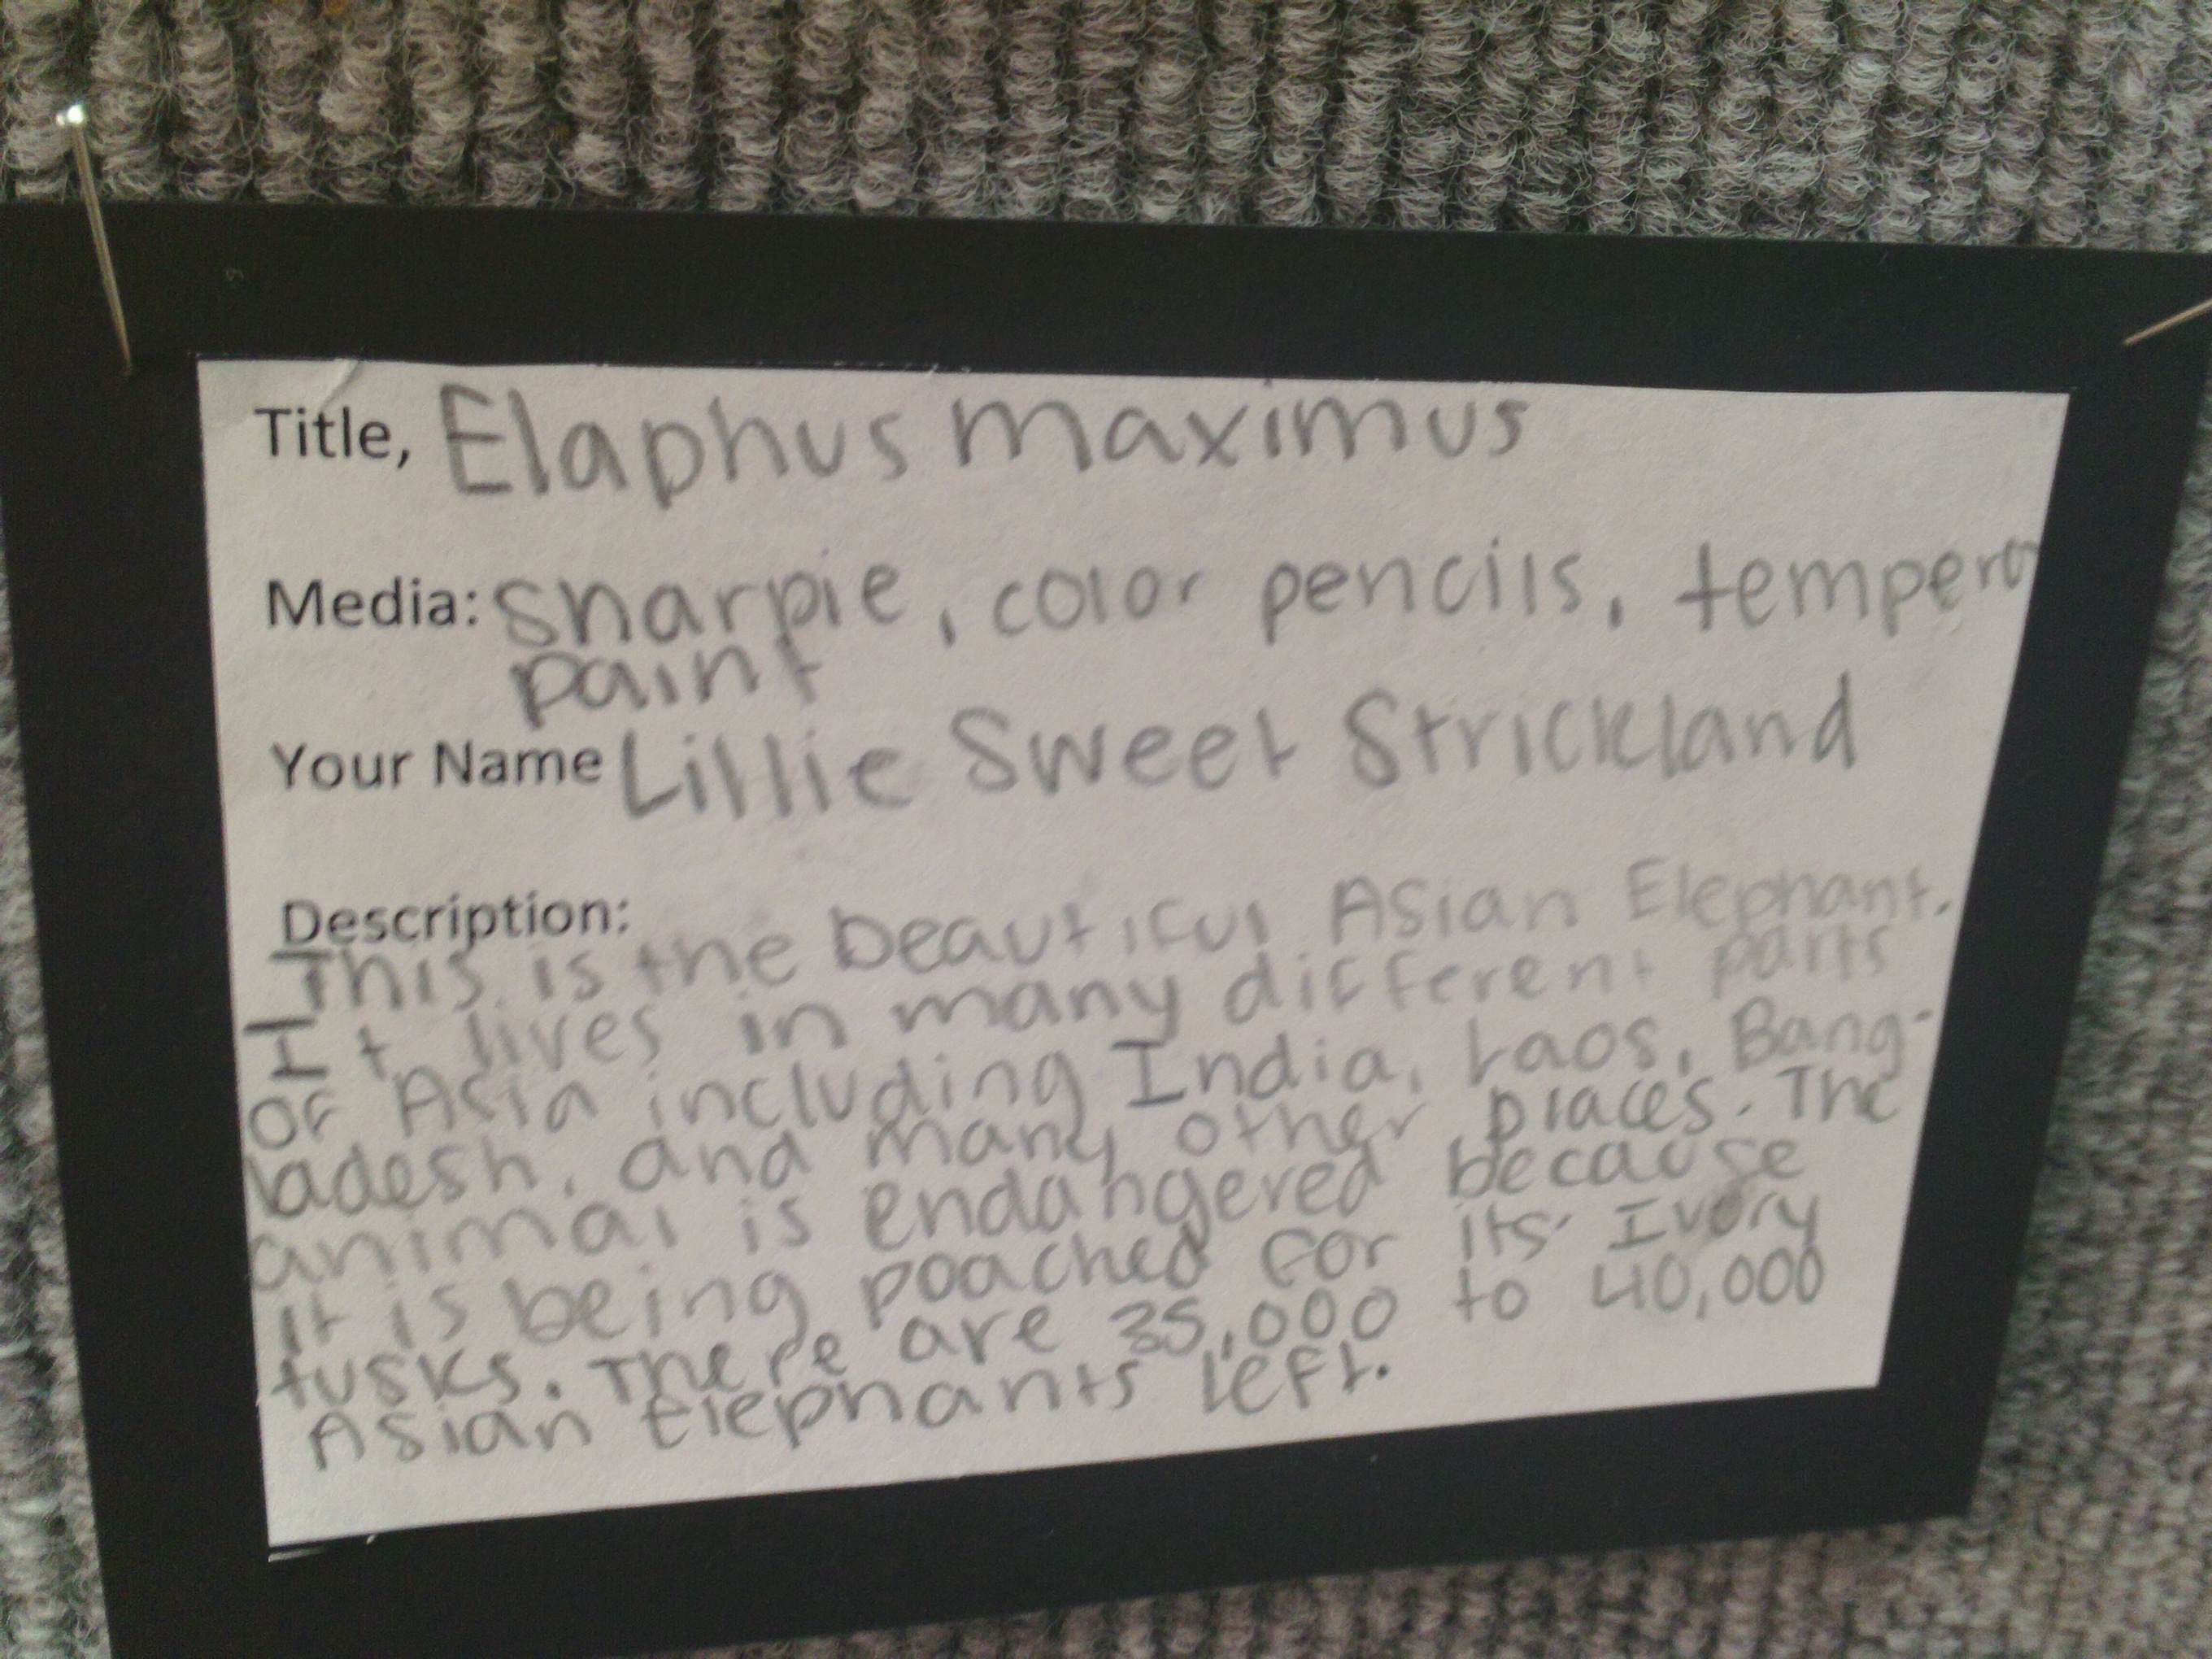 Title, Elaphus maximus
Media: sharpie, color pencils, tempera
paint
Your Name Lillie Sweet Strickland
Description:
This is the beautiful Asian Elephant.
It lives in many different parts
of Asia including India, Laos, Bang-
ladesh, and many other places. The
animal is endangered because
it is being poached for its' Ivory
tusks. There are 35,000 to 40,000
Asian Elephants left.